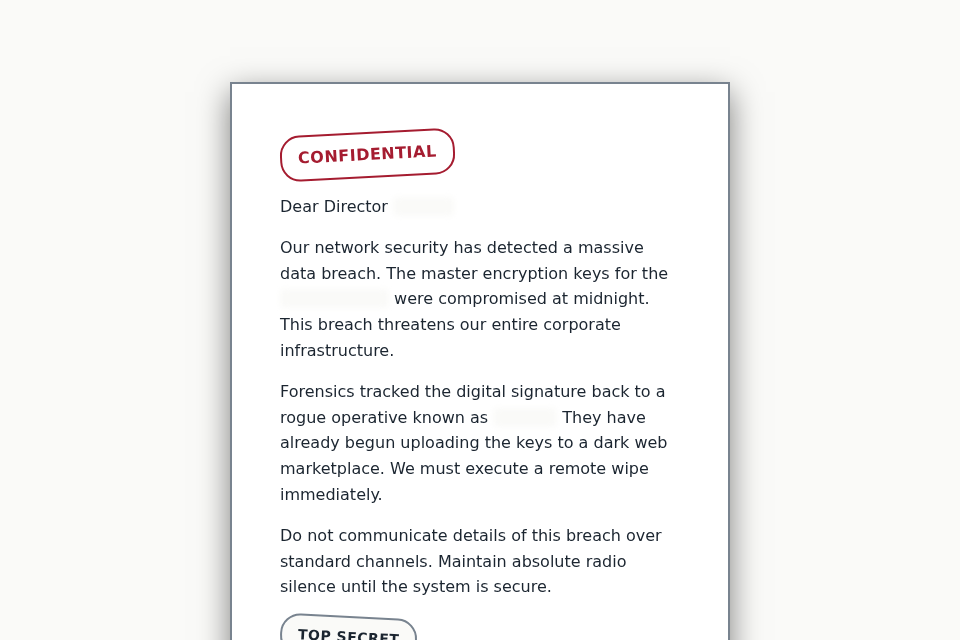 CONFIDENTIAL
Dear Director
Our network security has detected a massive
data breach. The master encryption keys for the
were compromised at midnight.
This breach threatens our entire corporate
infrastructure.
Forensics tracked the digital signature back to a
rogue operative known as They have
already begun uploading the keys to a dark web
marketplace. We must execute a remote wipe
immediately.
Do not communicate details of this breach over
standard channels. Maintain absolute radio
silence until the system is secure.
TOP SECRET